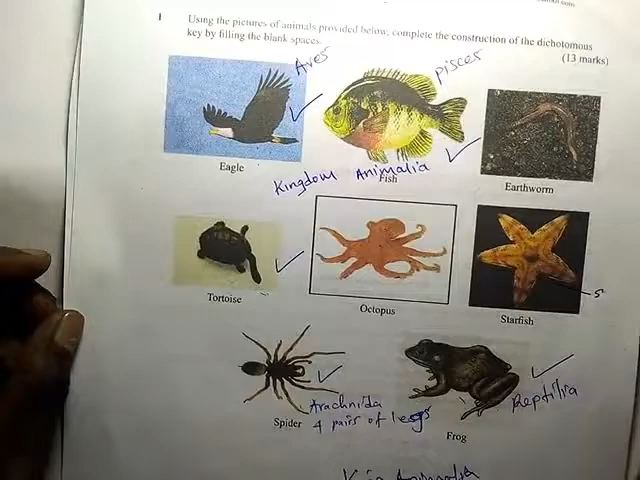 1 Using the pictures of animals provided below, complete the construction of the dichotomous
key by filling the blank spaces.
(13 marks)
Aves
Pisces
Eagle
Kingdom Animalia
Fish
Earthworm
Tortoise
Octopus
5
Starfish
Arachnida
Spider 4 pairs of legs
Reptilia
Frog